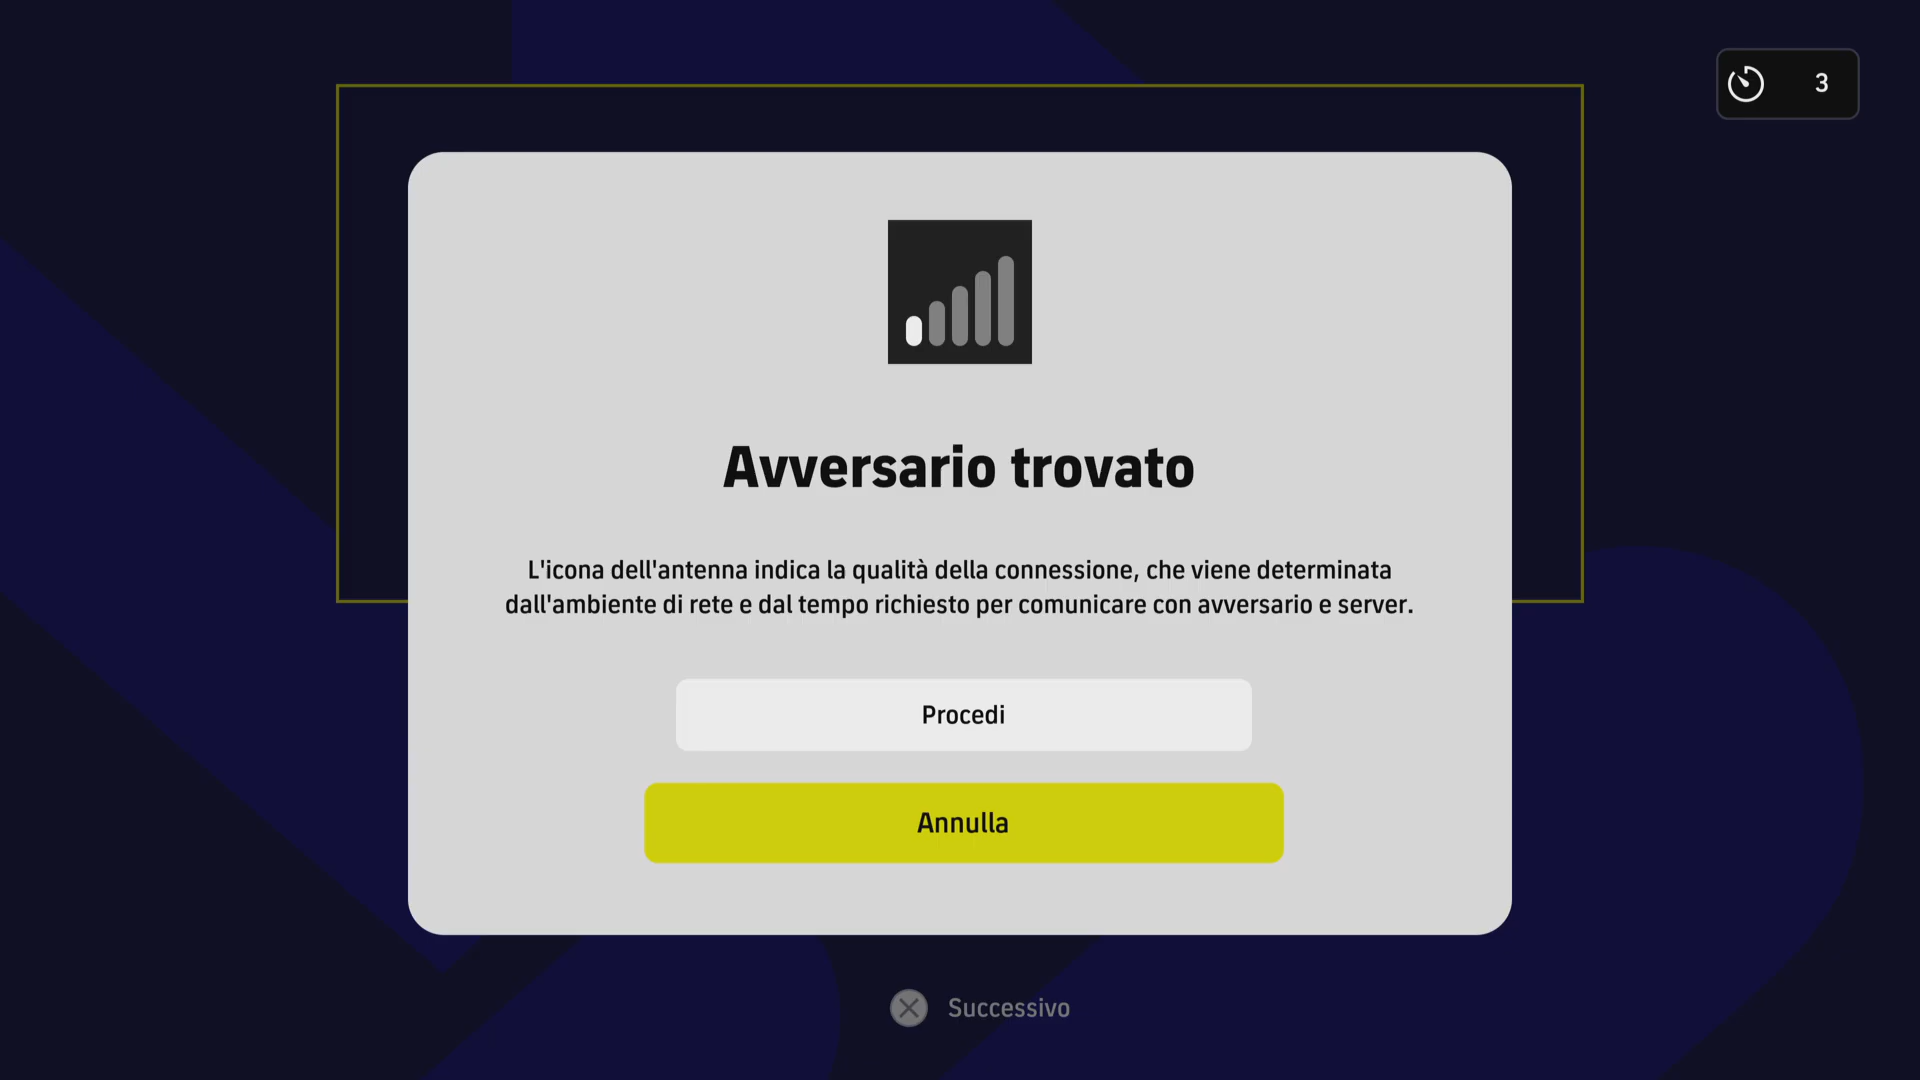 3
Avversario trovato
L'icona dell'antenna indica la qualità della connessione, che viene determinata
dall'ambiente di rete e dal tempo richiesto per comunicare con avversario e server.
Procedi
Annulla
Successivo